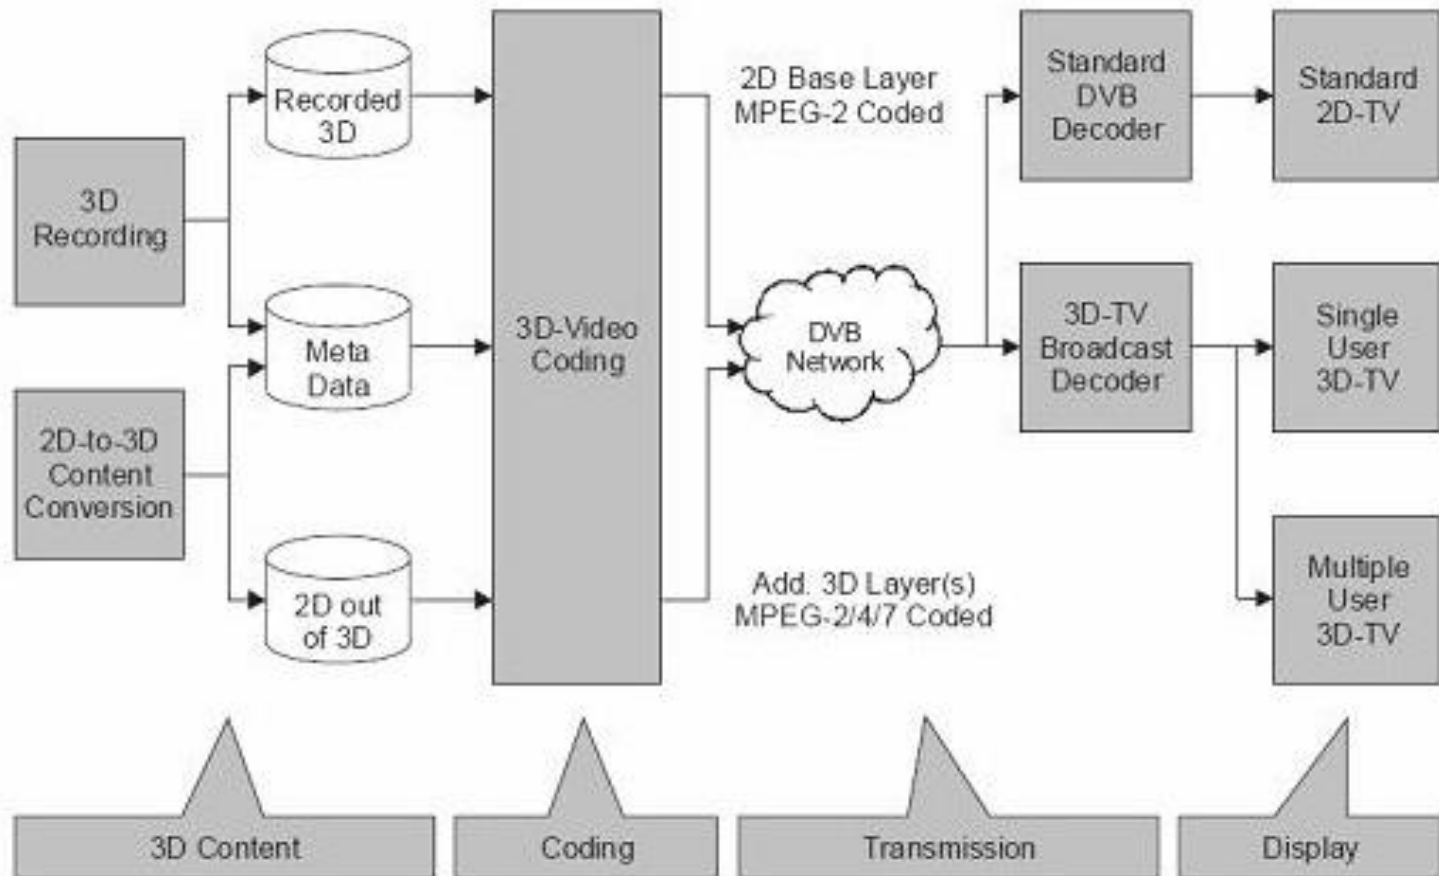 3D
Recording
2D-to-3D
Content
Conversion
Recorded
3D
Meta
Data
2D out
of 3D
3D-Video
Coding
2D Base Layer
MPEG-2 Coded
DVB
Network
Add. 3D Layer(s)
MPEG-2/4/7 Coded
Standard
DVB
Decoder
3D-TV
Broadcast
Decoder
Standard
2D-TV
Single
User
3D-TV
Multiple
User
3D-TV
3D Content
Coding
Transmission
Display